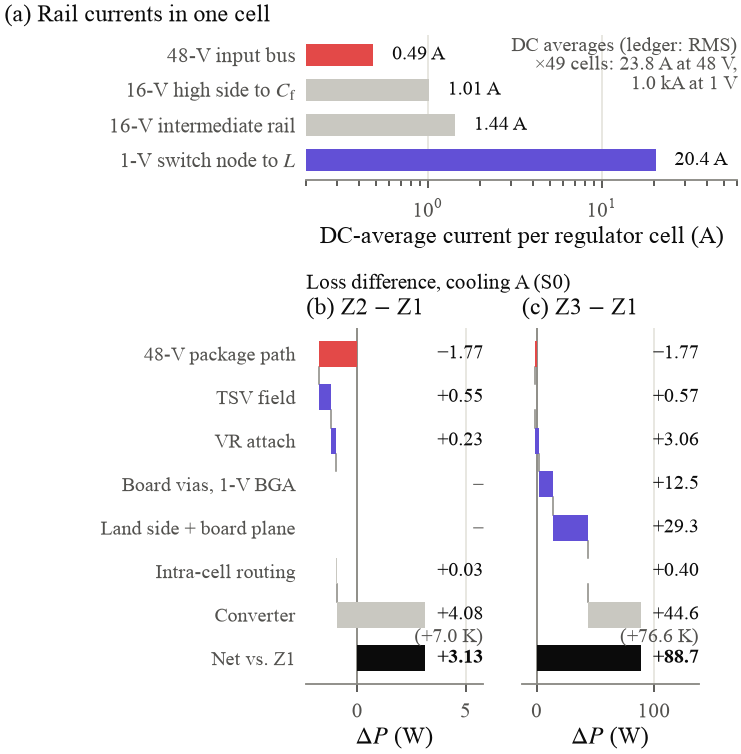 (a) Rail currents in one cell
48-V input bus
0.49 A
DC averages (ledger: RMS)
×49 cells: 23.8 A at 48 V,
1.0 kA at 1 V
16-V high side to Cf
1.01 A
16-V intermediate rail
1.44 A
1-V switch node to L
20.4 A
10⁰
10¹
DC-average current per regulator cell (A)
Loss difference, cooling A (S0)
(b) Z2 − Z1
(c) Z3 − Z1
48-V package path
−1.77
−1.77
TSV field
+0.55
+0.57
VR attach
+0.23
+3.06
Board vias, 1-V BGA
–
+12.5
Land side + board plane
–
+29.3
Intra-cell routing
+0.03
+0.40
Converter
+4.08
+44.6
(+7.0 K)
(+76.6 K)
Net vs. Z1
+3.13
+88.7
0
5
0
100
ΔP (W)
ΔP (W)